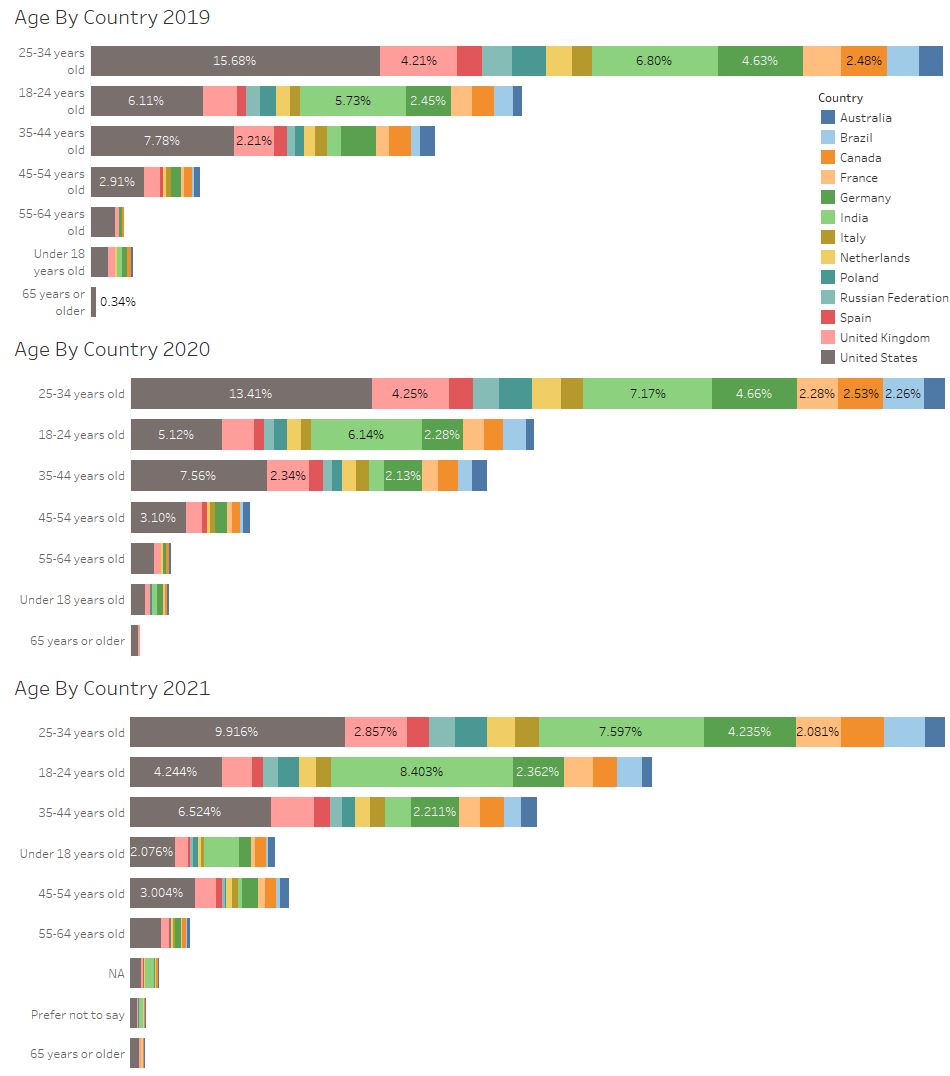 Age By Country 2019
25-34 years
old
15.68% 4.21% 6.80% 4.63% 2.48%
18-24 years
old
6.11% 5.73% 2.45%
35-44 years
old
7.78% 2.21%
45-54 years
old
2.91%
55-64 years
old
Under 18
years old
65 years or
older
0.34%
Country
Australia
Brazil
Canada
France
Germany
India
Italy
Netherlands
Poland
Russian Federation
Spain
United Kingdom
United States
Age By Country 2020
25-34 years old 13.41% 4.25% 7.17% 4.66% 2.28% 2.53% 2.26%
18-24 years old 5.12% 6.14% 2.28%
35-44 years old 7.56% 2.34% 2.13%
45-54 years old 3.10%
55-64 years old
Under 18 years old
65 years or older
Age By Country 2021
25-34 years old 9.916% 2.857% 7.597% 4.235% 2.081%
18-24 years old 4.244% 8.403% 2.362%
35-44 years old 6.524% 2.211%
Under 18 years old 2.076%
45-54 years old 3.004%
55-64 years old
NA
Prefer not to say
65 years or older